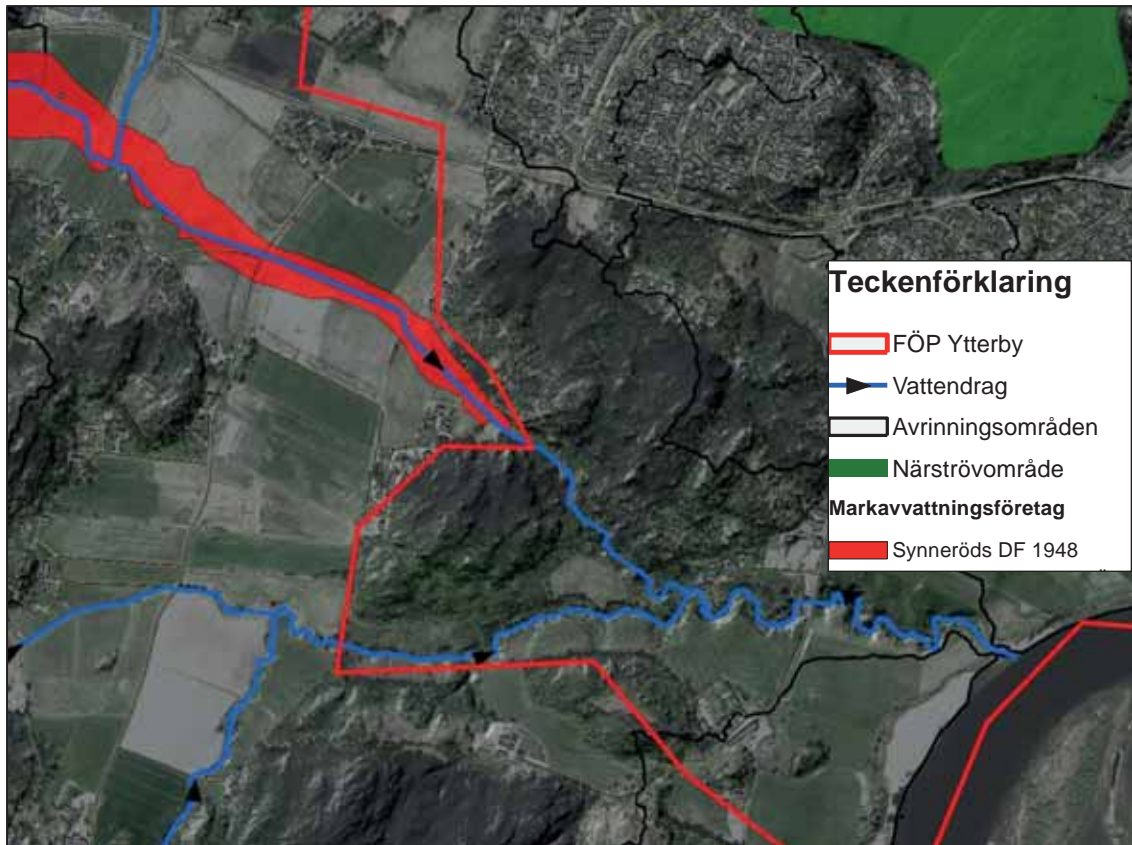 Teckenförklaring
FÖP Ytterby
Vattendrag
Avrinningsområden
Närströvområde
Markavvattningsföretag
Synneröds DF 1948